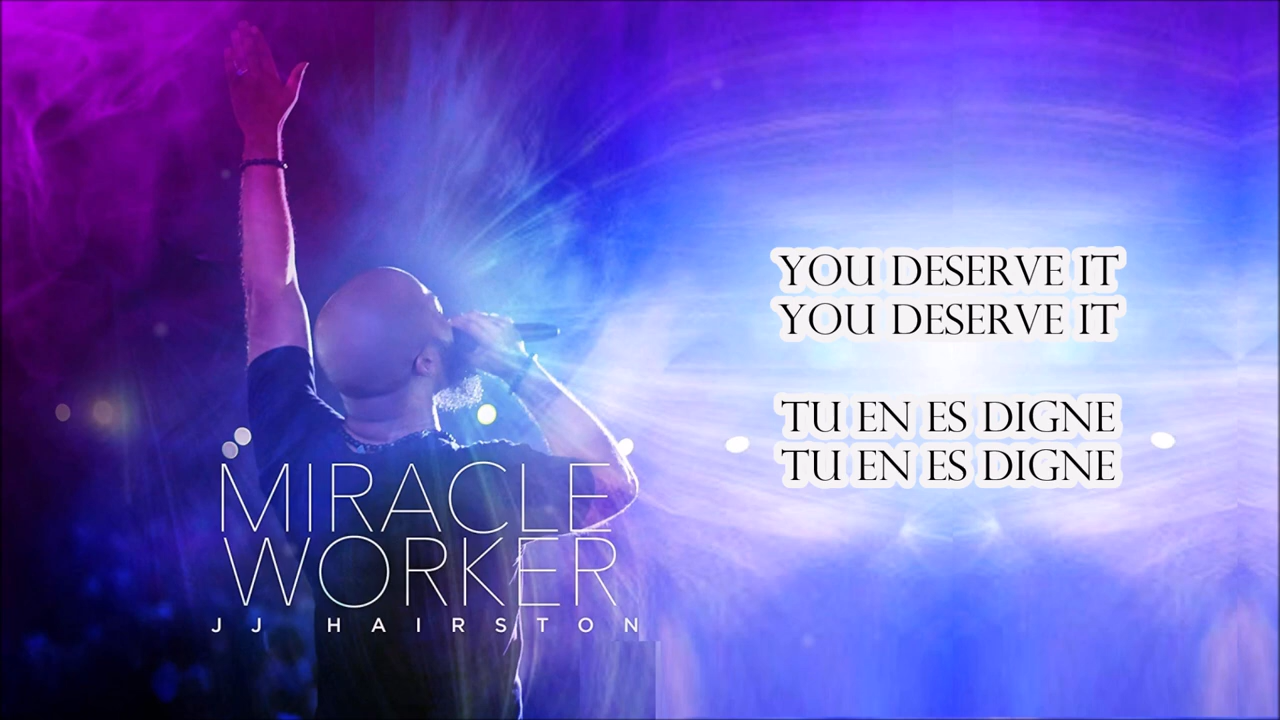 MIRACLE
WORKER
JJ HAIRSTON
YOU DESERVE IT
YOU DESERVE IT
TU EN ES DIGNE
TU EN ES DIGNE